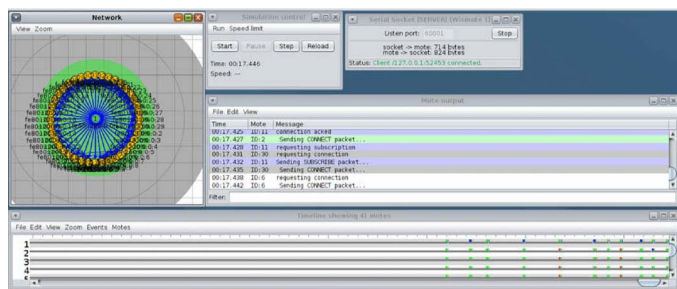 Network
View Zoom
Simulation control
Run Speed limit
Start Pause Step Reload
Time: 00:17.446
Speed: ---
Serial Socket (SERVER) (Wismote
Listen port: 60001 Stop
socket -> mote: 714 bytes
mote -> socket: 824 bytes
Status: Client /127.0.0.1:52453 connected.
Mote output
File Edit View
Time Mote Message
00:17.425 ID:11 connection acked
00:17.427 ID:2 Sending CONNECT packet...
00:17.428 ID:11 requesting subscription
00:17.431 ID:30 requesting connection
00:17.432 ID:11 Sending SUBSCRIBE packet...
00:17.435 ID:30 Sending CONNECT packet...
00:17.438 ID:6 requesting connection
00:17.442 ID:6 Sending CONNECT packet...
Filter:
Timeline showing 41 motes
File Edit View Zoom Events Motes
1
2
3
4